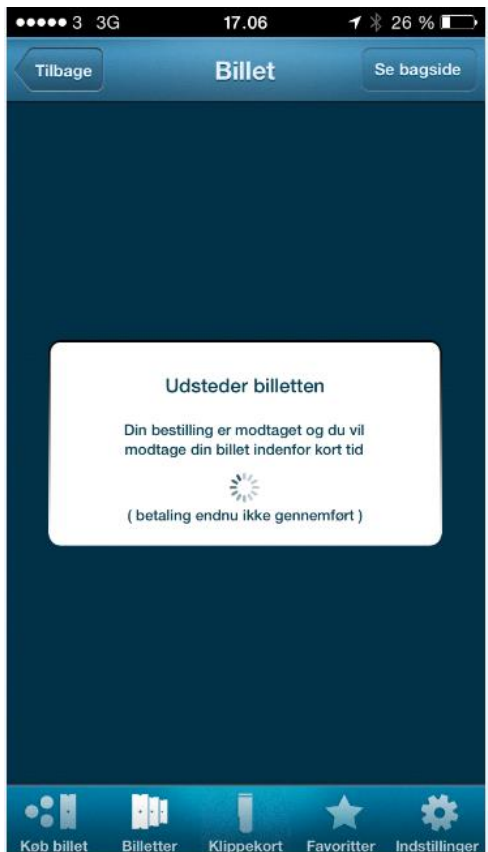 3 3G 17.06 26 %
Tilbage Billet Se bagside
Udsteder billetten
Din bestilling er modtaget og du vil
modtage din billet indenfor kort tid
( betaling endnu ikke gennemført )
Køb billet Billetter Klippekort Favoritter Indstillinger